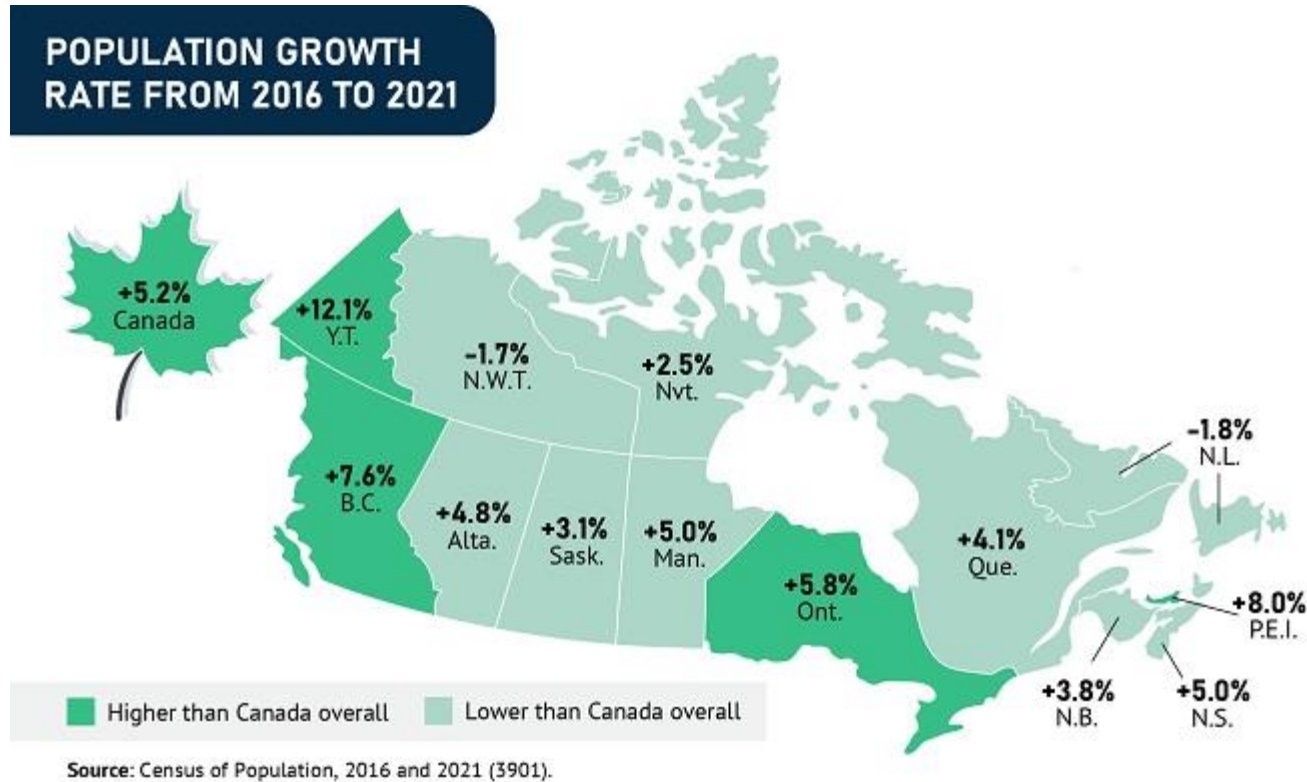 POPULATION GROWTH
RATE FROM 2016 TO 2021
+5.2%
Canada
+12.1%
Y.T.
-1.7%
N.W.T.
+2.5%
Nvt.
+7.6%
B.C.
+4.8%
Alta.
+3.1%
Sask.
+5.0%
Man.
+5.8%
Ont.
+4.1%
Que.
-1.8%
N.L.
+8.0%
P.E.I.
+3.8%
N.B.
+5.0%
N.S.
Higher than Canada overall
Lower than Canada overall
Source: Census of Population, 2016 and 2021 (3901).